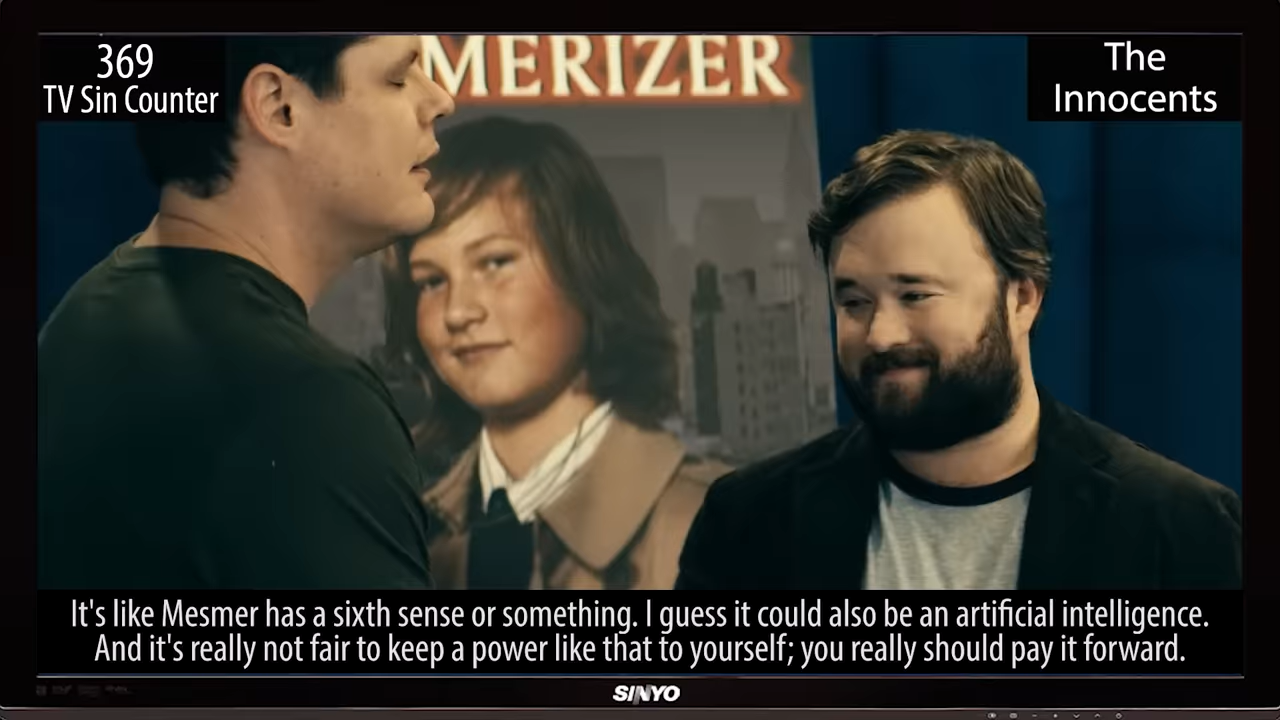 369
TV Sin Counter
MERIZER
The
Innocents
It's like Mesmer has a sixth sense or something. I guess it could also be an artificial intelligence.
And it's really not fair to keep a power like that to yourself; you really should pay it forward.
SINYO